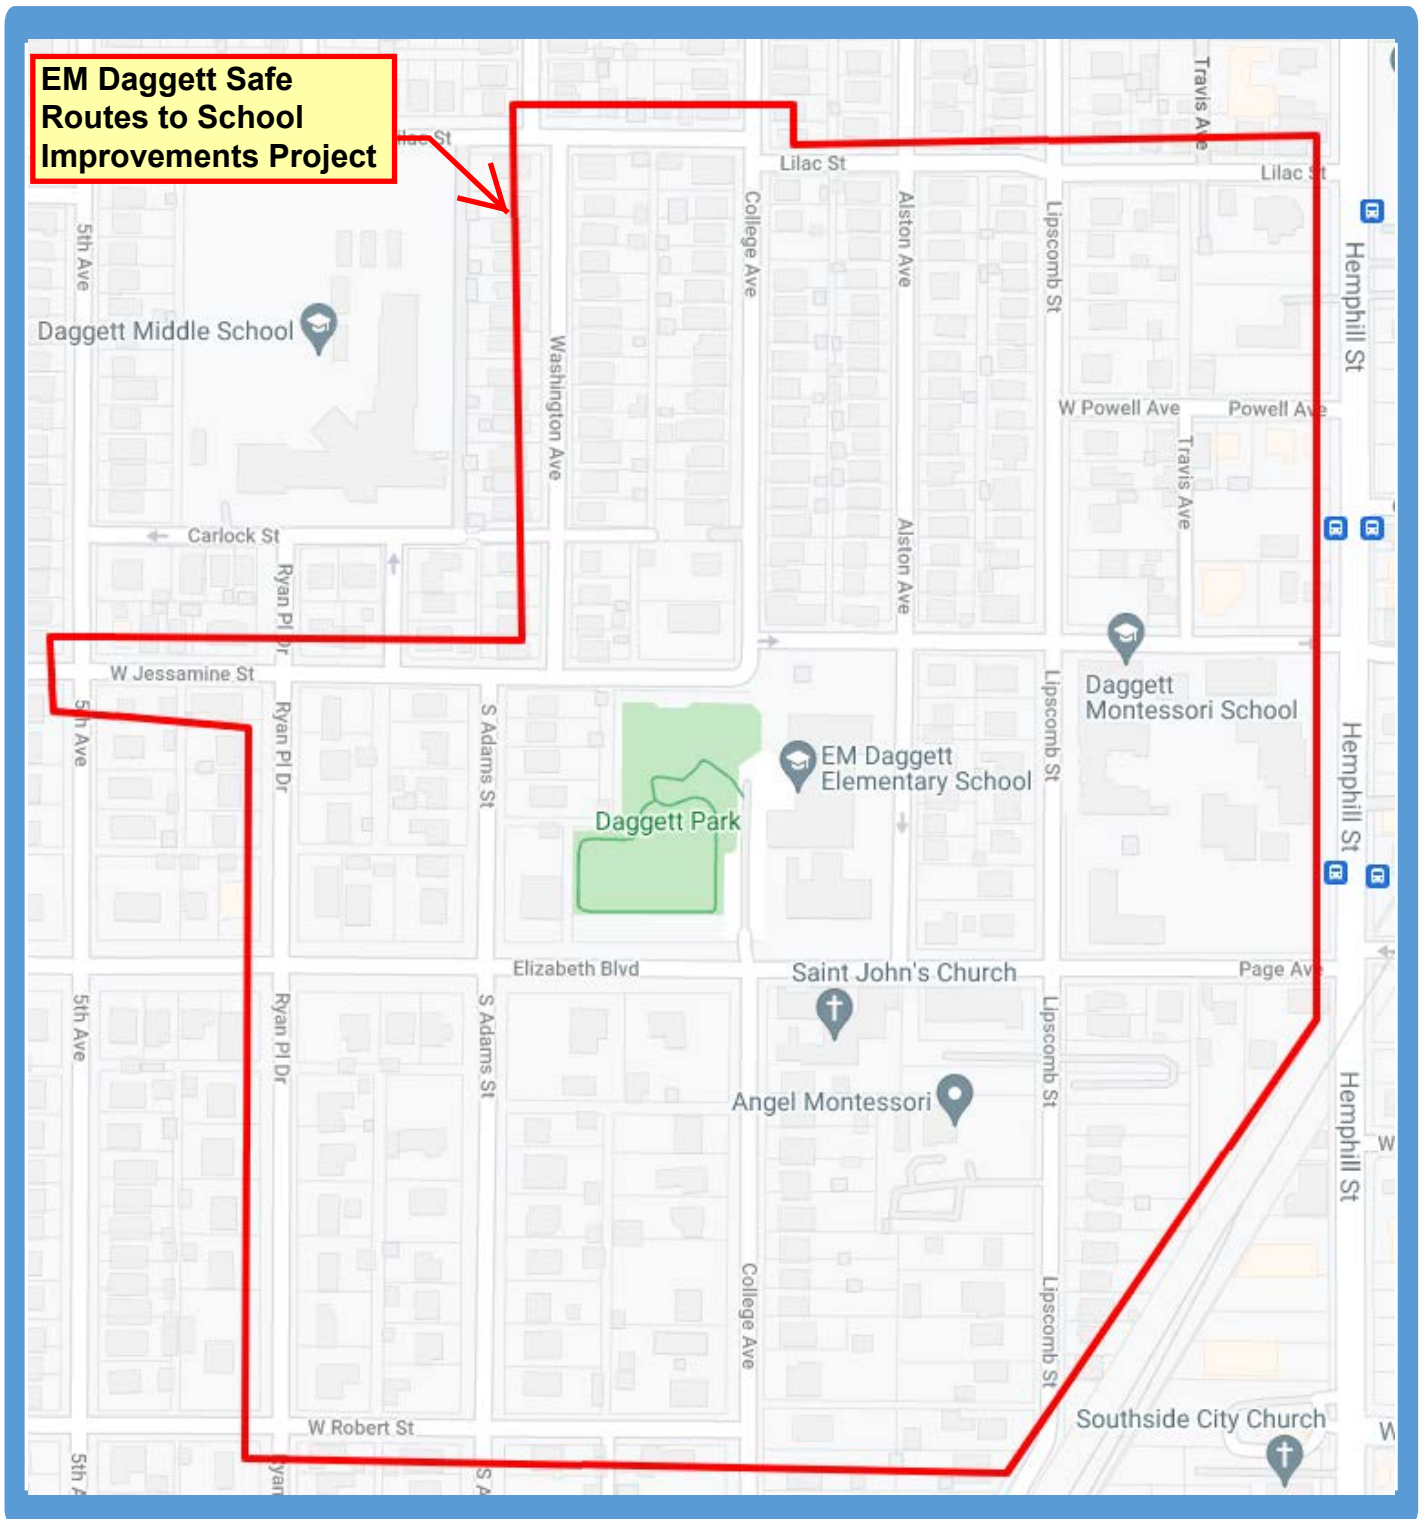 EM Daggett Safe
Routes to School
Improvements Project
Travis Ave
Lilac St
Lilac St
5th Ave
College Ave
Alston Ave
Lipscomb St
Hemphill St
Daggett Middle School
Washington Ave
W Powell Ave
Powell Ave
Travis Ave
Carlock St
Alston Ave
Ryan Pl Dr
W Jessamine St
Daggett
Montessori School
Lipscomb St
5th Ave
Ryan Pl Dr
S Adams St
EM Daggett
Elementary School
Hemphill St
Daggett Park
Elizabeth Blvd
Saint John's Church
Page Ave
5th Ave
Ryan Pl Dr
S Adams St
Lipscomb St
Angel Montessori
Hemphill St
W
College Ave
Lipscomb St
W Robert St
Southside City Church
W
5th A
Ryan
S A